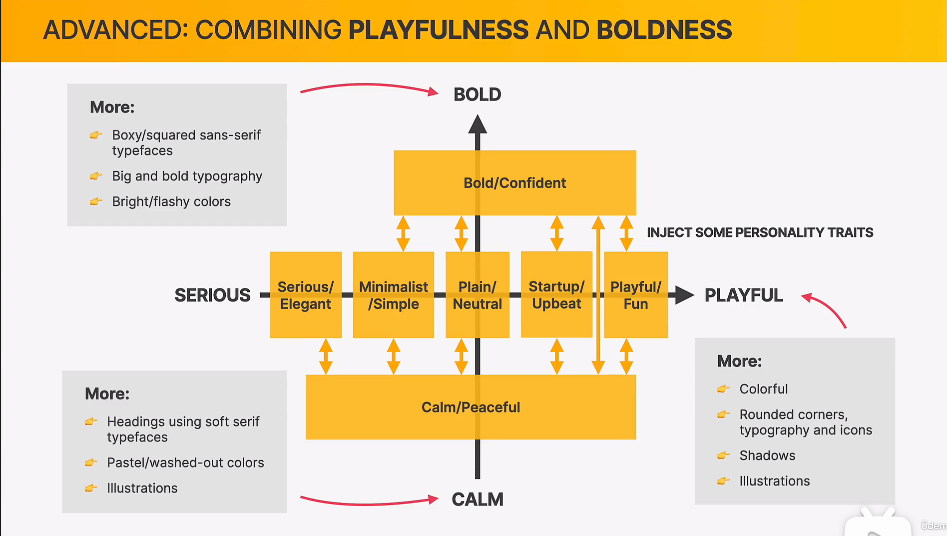 ADVANCED: COMBINING PLAYFULNESS AND BOLDNESS
More:
Boxy/squared sans-serif
typefaces
Big and bold typography
Bright/flashy colors
BOLD
Bold/Confident
INJECT SOME PERSONALITY TRAITS
SERIOUS
Serious/
Elegant
Minimalist
/Simple
Plain/
Neutral
Startup/
Upbeat
Playful/
Fun
PLAYFUL
Calm/Peaceful
More:
Headings using soft serif
typefaces
Pastel/washed-out colors
Illustrations
CALM
More:
Colorful
Rounded corners,
typography and icons
Shadows
Illustrations